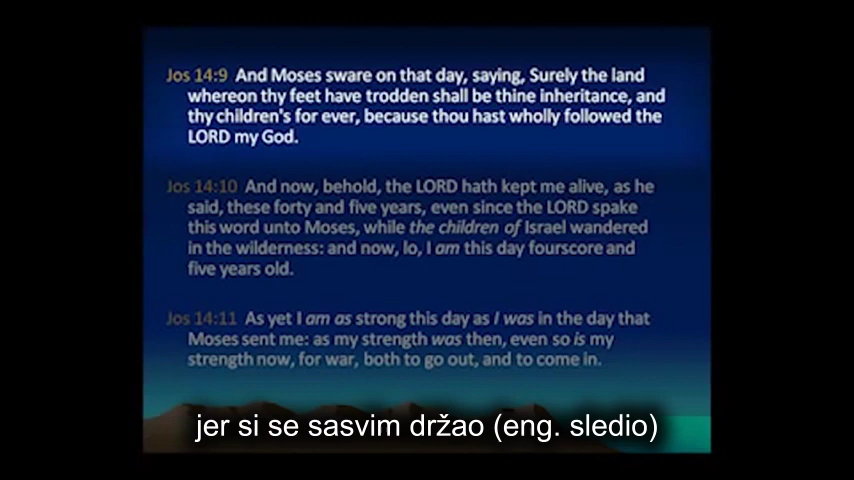 Jos 14:9 And Moses sware on that day, saying, Surely the land
whereon thy feet have trodden shall be thine inheritance, and
thy children's for ever, because thou hast wholly followed the
LORD my God.
Jos 14:10 And now, behold, the LORD hath kept me alive, as he
said, these forty and five years, even since the LORD spake
this word unto Moses, while the children of Israel wandered
in the wilderness: and now, lo, I am this day fourscore and
five years old.
Jos 14:11 As yet I am as strong this day as I was in the day that
Moses sent me: as my strength was then, even so is my
strength now, for war, both to go out, and to come in.
jer si se sasvim držao (eng. sledio)